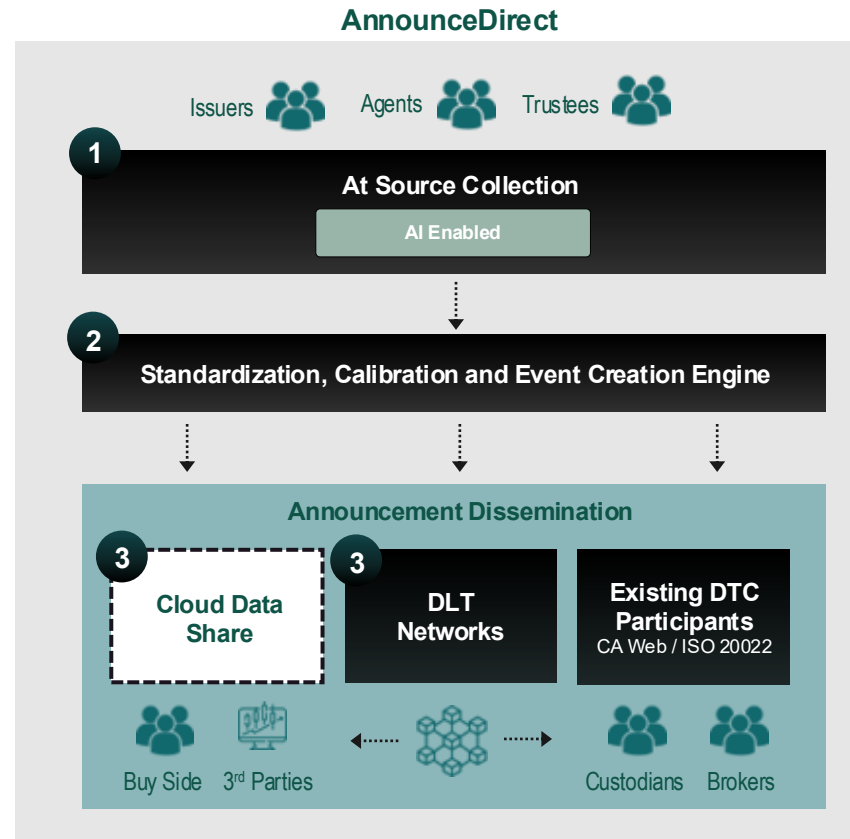 AnnounceDirect
Issuers
Agents
Trustees
1
At Source Collection
AI Enabled
2
Standardization, Calibration and Event Creation Engine
Announcement Dissemination
3
Cloud Data
Share
3
DLT
Networks
Existing DTC
Participants
CA Web / ISO 20022
Buy Side
3rd Parties
Custodians
Brokers